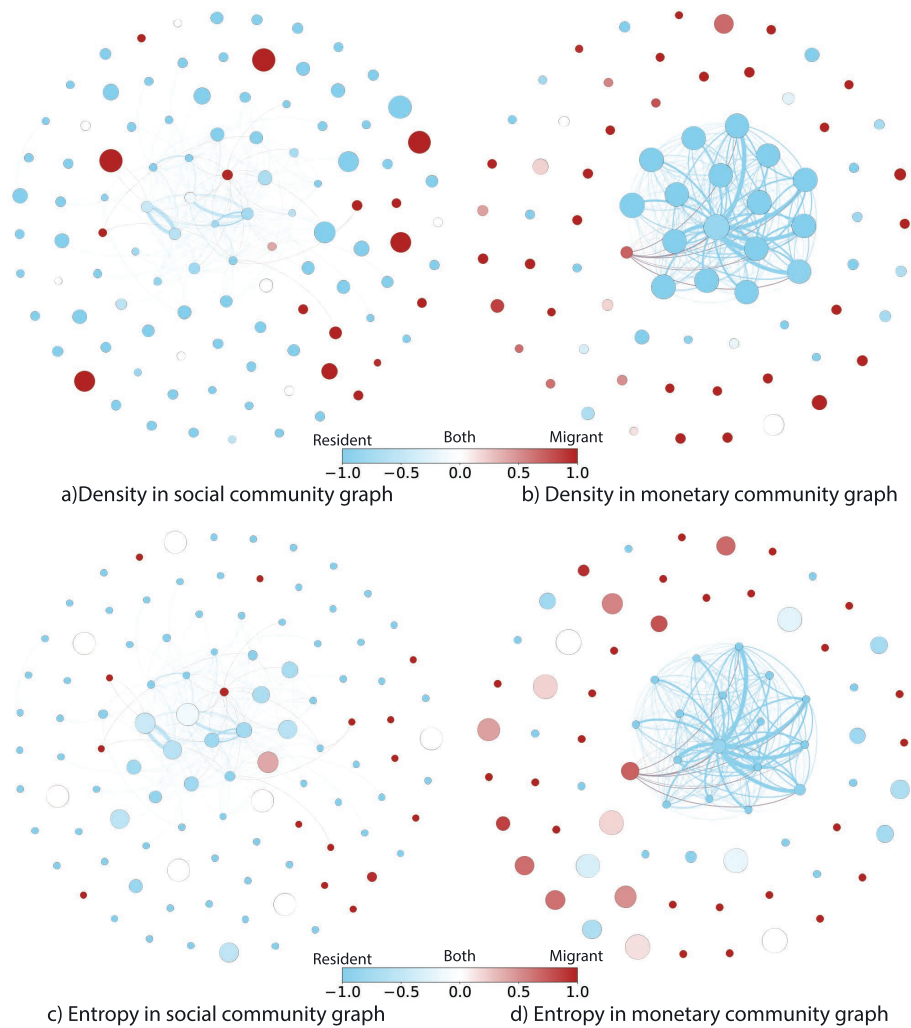 Resident Both Migrant
−1.0 −0.5 0.0 0.5 1.0
a)Density in social community graph
b) Density in monetary community graph
Resident Both Migrant
−1.0 −0.5 0.0 0.5 1.0
c) Entropy in social community graph
d) Entropy in monetary community graph